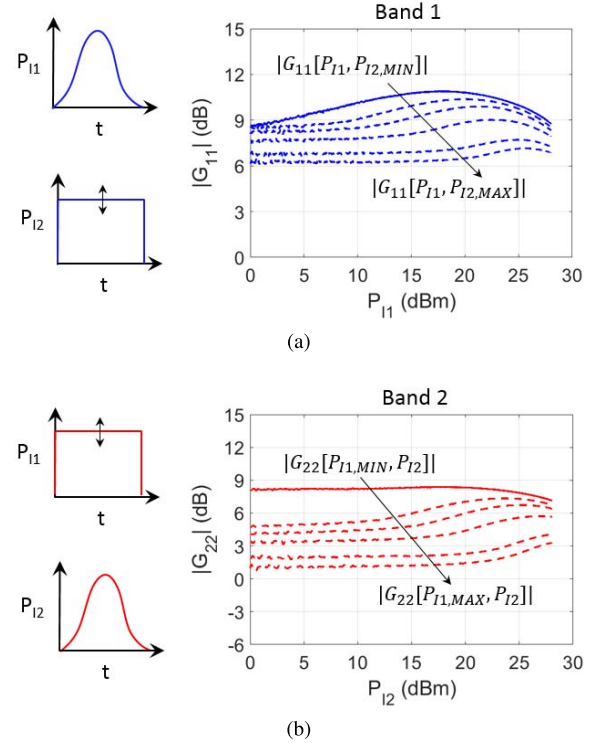 Band 1
P_I1
t
P_I2
t
|G_11| (dB)
15
12
9
6
3
0
|G_11[P_I1, P_I2,MIN]|
|G_11[P_I1, P_I2,MAX]|
0 5 10 15 20 25 30
P_I1 (dBm)
(a)
Band 2
P_I1
t
P_I2
t
|G_22| (dB)
15
12
9
6
3
0
-3
-6
|G_22[P_I1,MIN, P_I2]|
|G_22[P_I1,MAX, P_I2]|
0 5 10 15 20 25 30
P_I2 (dBm)
(b)